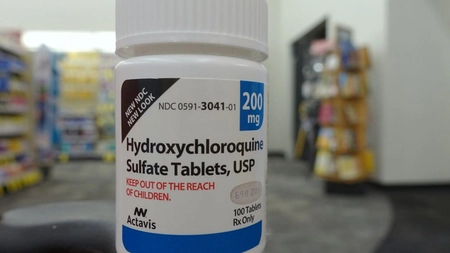 NEW NDC
NEW LOOK
NDC 0591-3041-01
200
mg
Hydroxychloroquine
Sulfate Tablets, USP
KEEP OUT OF THE REACH
OF CHILDREN.
Actavis
100 Tablets
Rx Only